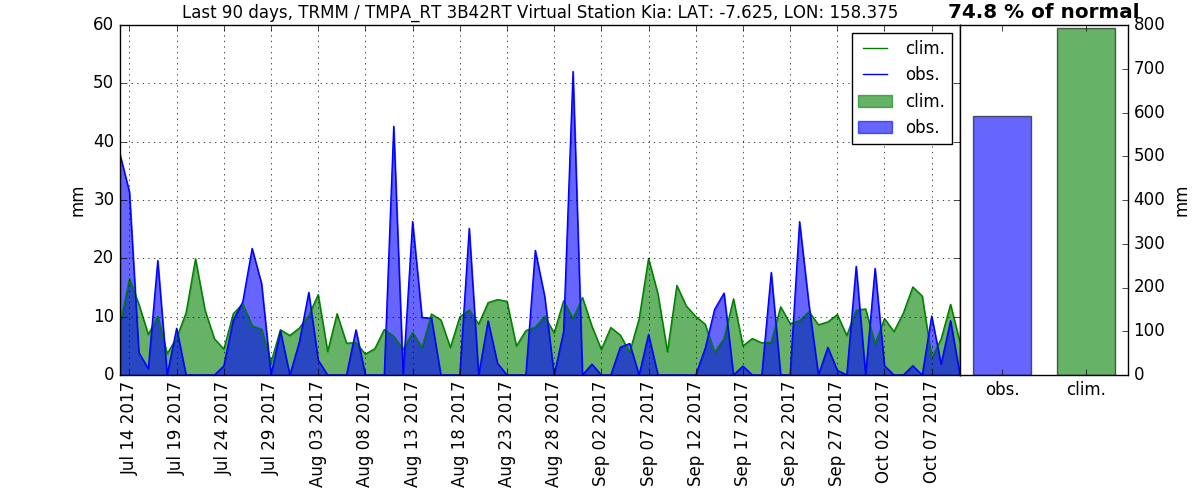 Last 90 days, TRMM / TMPA_RT 3B42RT Virtual Station Kia: LAT: -7.625, LON: 158.375
74.8 % of normal
60
50
40
30
20
10
0
mm
clim.
obs.
clim.
obs.
800
700
600
500
400
300
200
100
0
mm
Jul 14 2017
Jul 19 2017
Jul 24 2017
Jul 29 2017
Aug 03 2017
Aug 08 2017
Aug 13 2017
Aug 18 2017
Aug 23 2017
Aug 28 2017
Sep 02 2017
Sep 07 2017
Sep 12 2017
Sep 17 2017
Sep 22 2017
Sep 27 2017
Oct 02 2017
Oct 07 2017
obs.
clim.